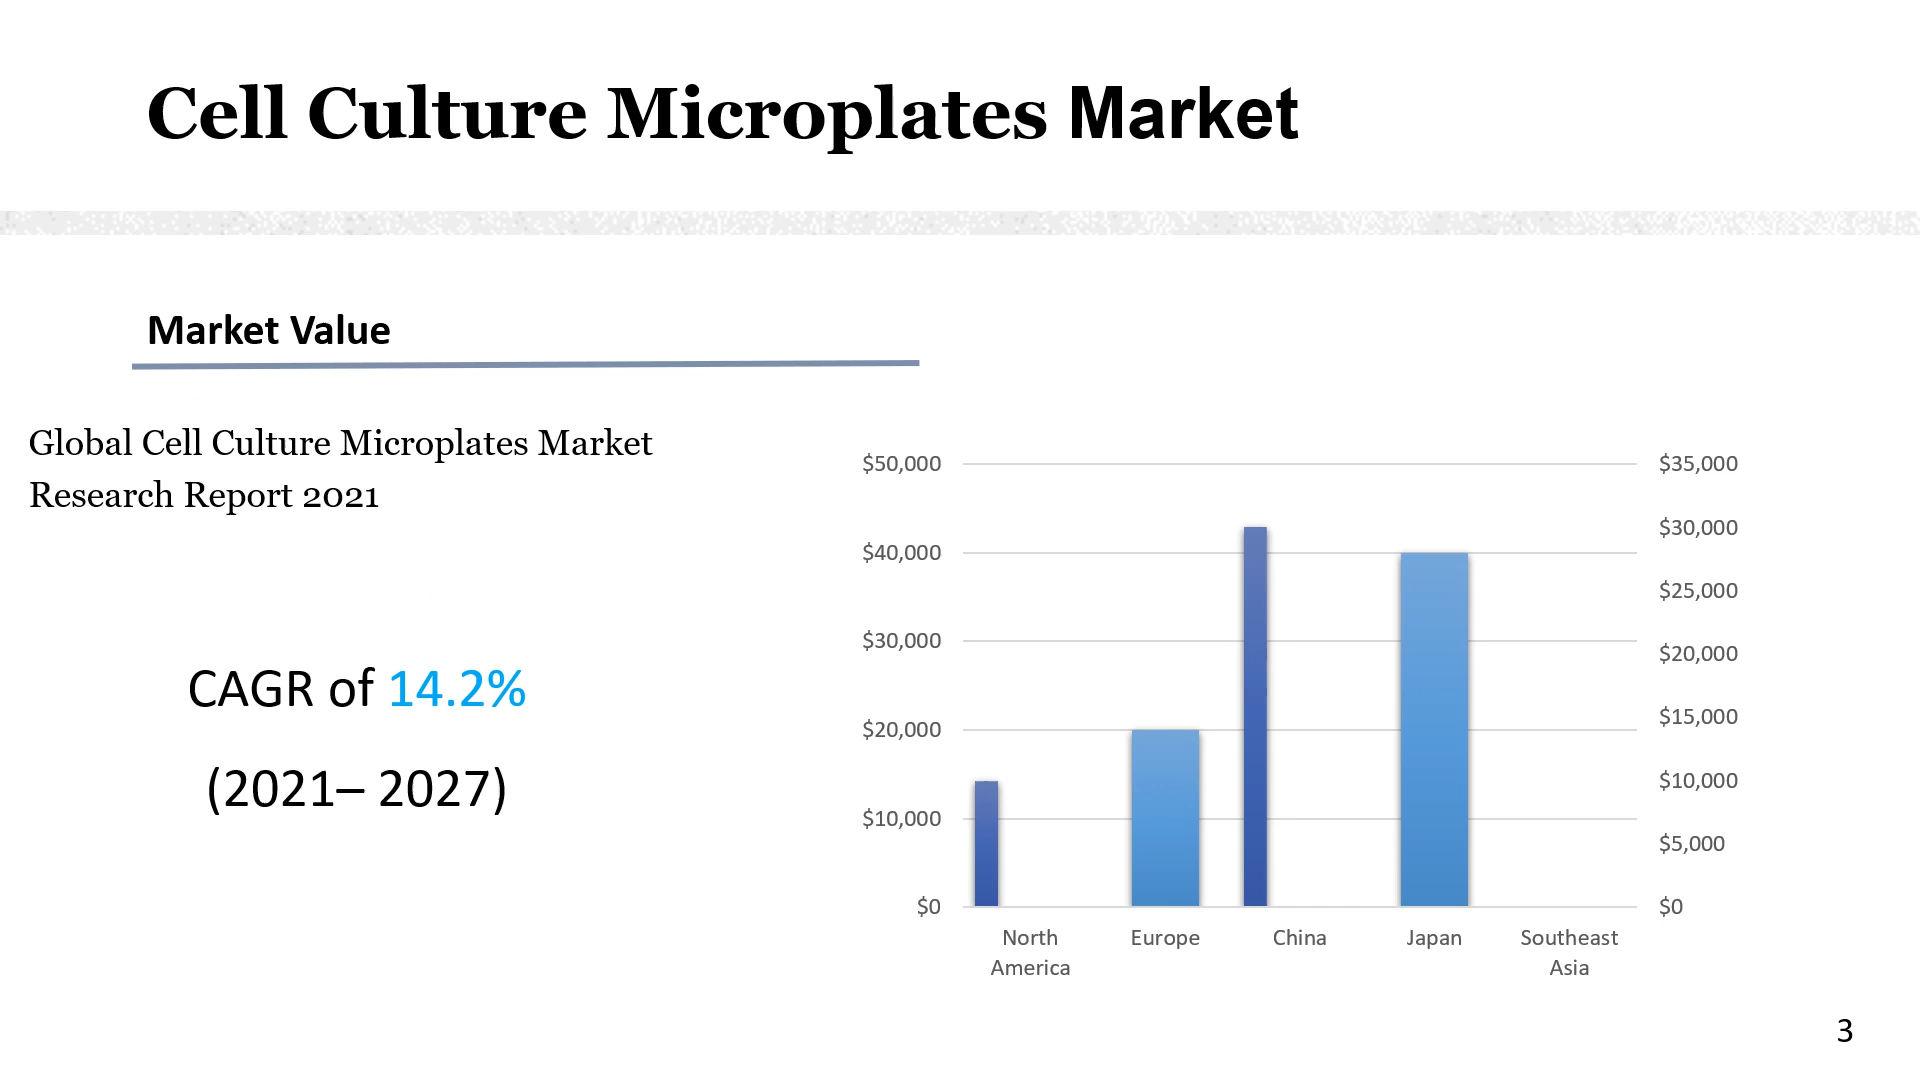 Cell Culture Microplates Market
Market Value
Global Cell Culture Microplates Market
Research Report 2021
CAGR of 14.2%
(2021– 2027)
$50,000
$40,000
$30,000
$20,000
$10,000
$0
$35,000
$30,000
$25,000
$20,000
$15,000
$10,000
$5,000
$0
North
America
Europe
China
Japan
Southeast
Asia
3